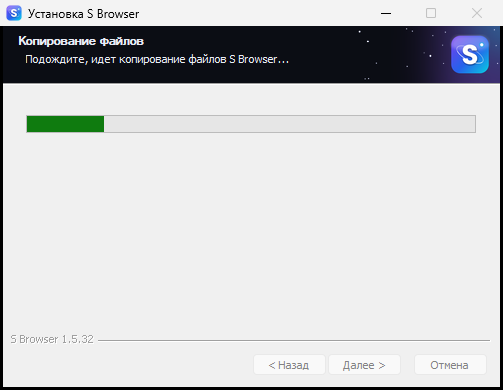 S Установка S Browser
Копирование файлов
Подождите, идет копирование файлов S Browser...
S
S Browser 1.5.32
< Назад
Далее >
Отмена